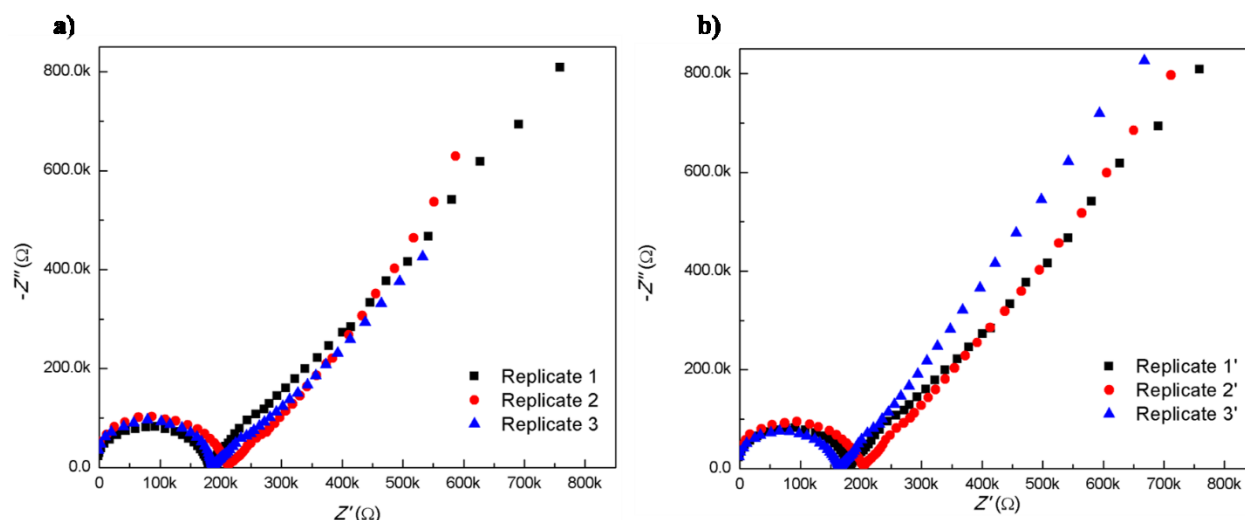 a)
800.0k
600.0k
400.0k
200.0k
0.0
-Z'' (Ω)
Replicate 1
Replicate 2
Replicate 3
0 100k 200k 300k 400k 500k 600k 700k 800k
Z' (Ω)
b)
800.0k
600.0k
400.0k
200.0k
0.0
-Z'' (Ω)
Replicate 1'
Replicate 2'
Replicate 3'
0 100k 200k 300k 400k 500k 600k 700k 800k
Z' (Ω)